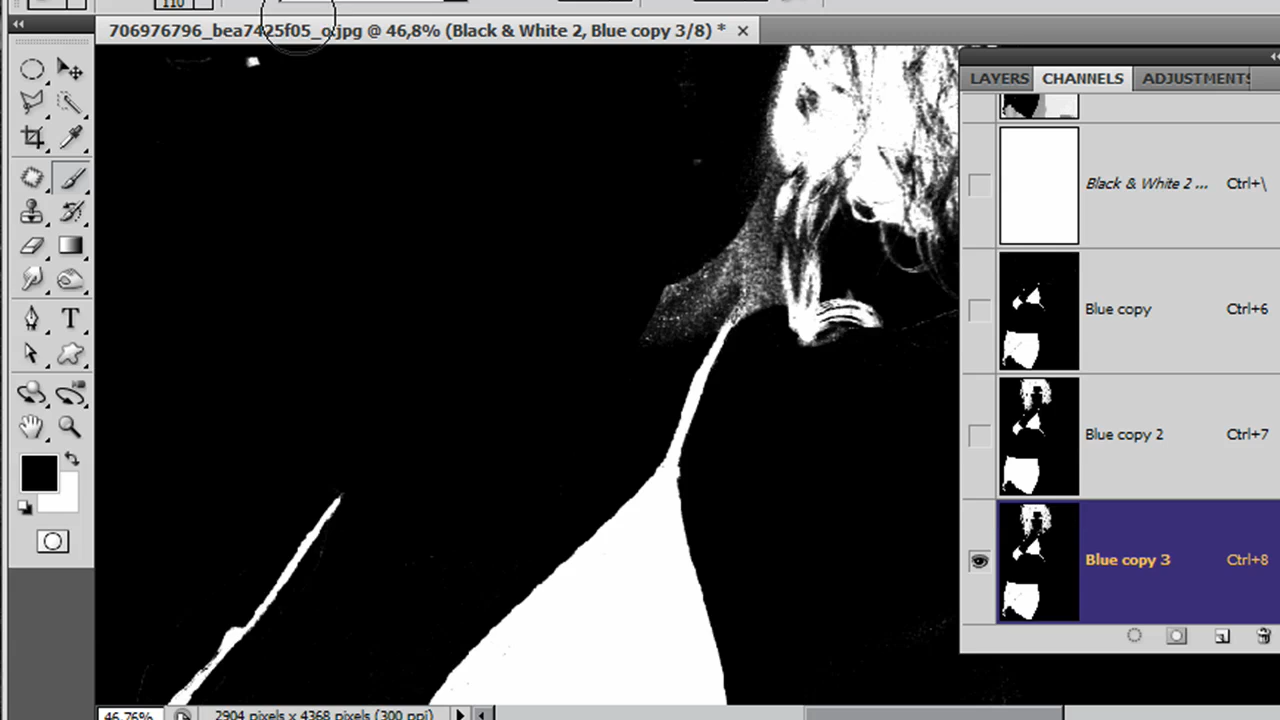 110
706976796_bea7425f05_o.jpg @ 46,8% (Black & White 2, Blue copy 3/8) *
LAYERS CHANNELS ADJUSTMENTS
Black & White 2 ... Ctrl+\
Blue copy Ctrl+6
Blue copy 2 Ctrl+7
T
Blue copy 3 Ctrl+8
46,76% 2904 pixels x 4368 pixels (300 ppi)